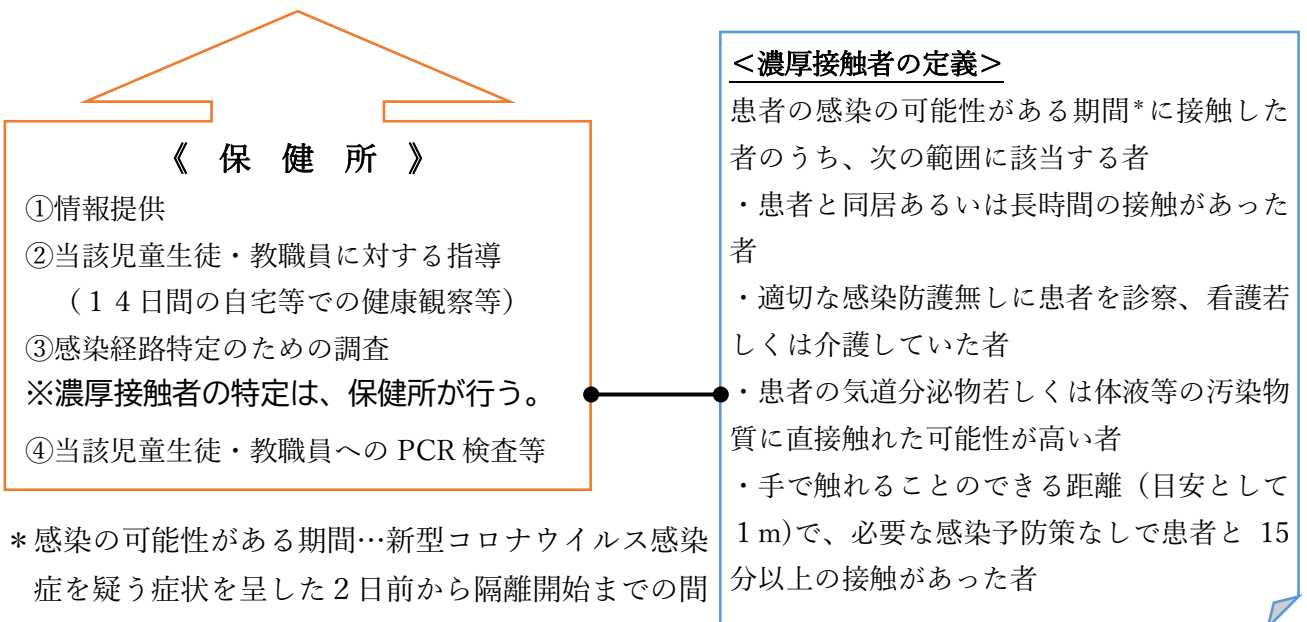 《 保 健 所 》
①情報提供
②当該児童生徒・教職員に対する指導
（１４日間の自宅等での健康観察等）
③感染経路特定のための調査
※濃厚接触者の特定は、保健所が行う。
④当該児童生徒・教職員への PCR 検査等
＊感染の可能性がある期間…新型コロナウイルス感染
症を疑う症状を呈した２日前から隔離開始までの間
＜濃厚接触者の定義＞
患者の感染の可能性がある期間*に接触した
者のうち、次の範囲に該当する者
・患者と同居あるいは長時間の接触があった
者
・適切な感染防護無しに患者を診察、看護若
しくは介護していた者
・患者の気道分泌物若しくは体液等の汚染物
質に直接触れた可能性が高い者
・手で触れることのできる距離（目安として
１ｍ)で、必要な感染予防策なしで患者と 15
分以上の接触があった者